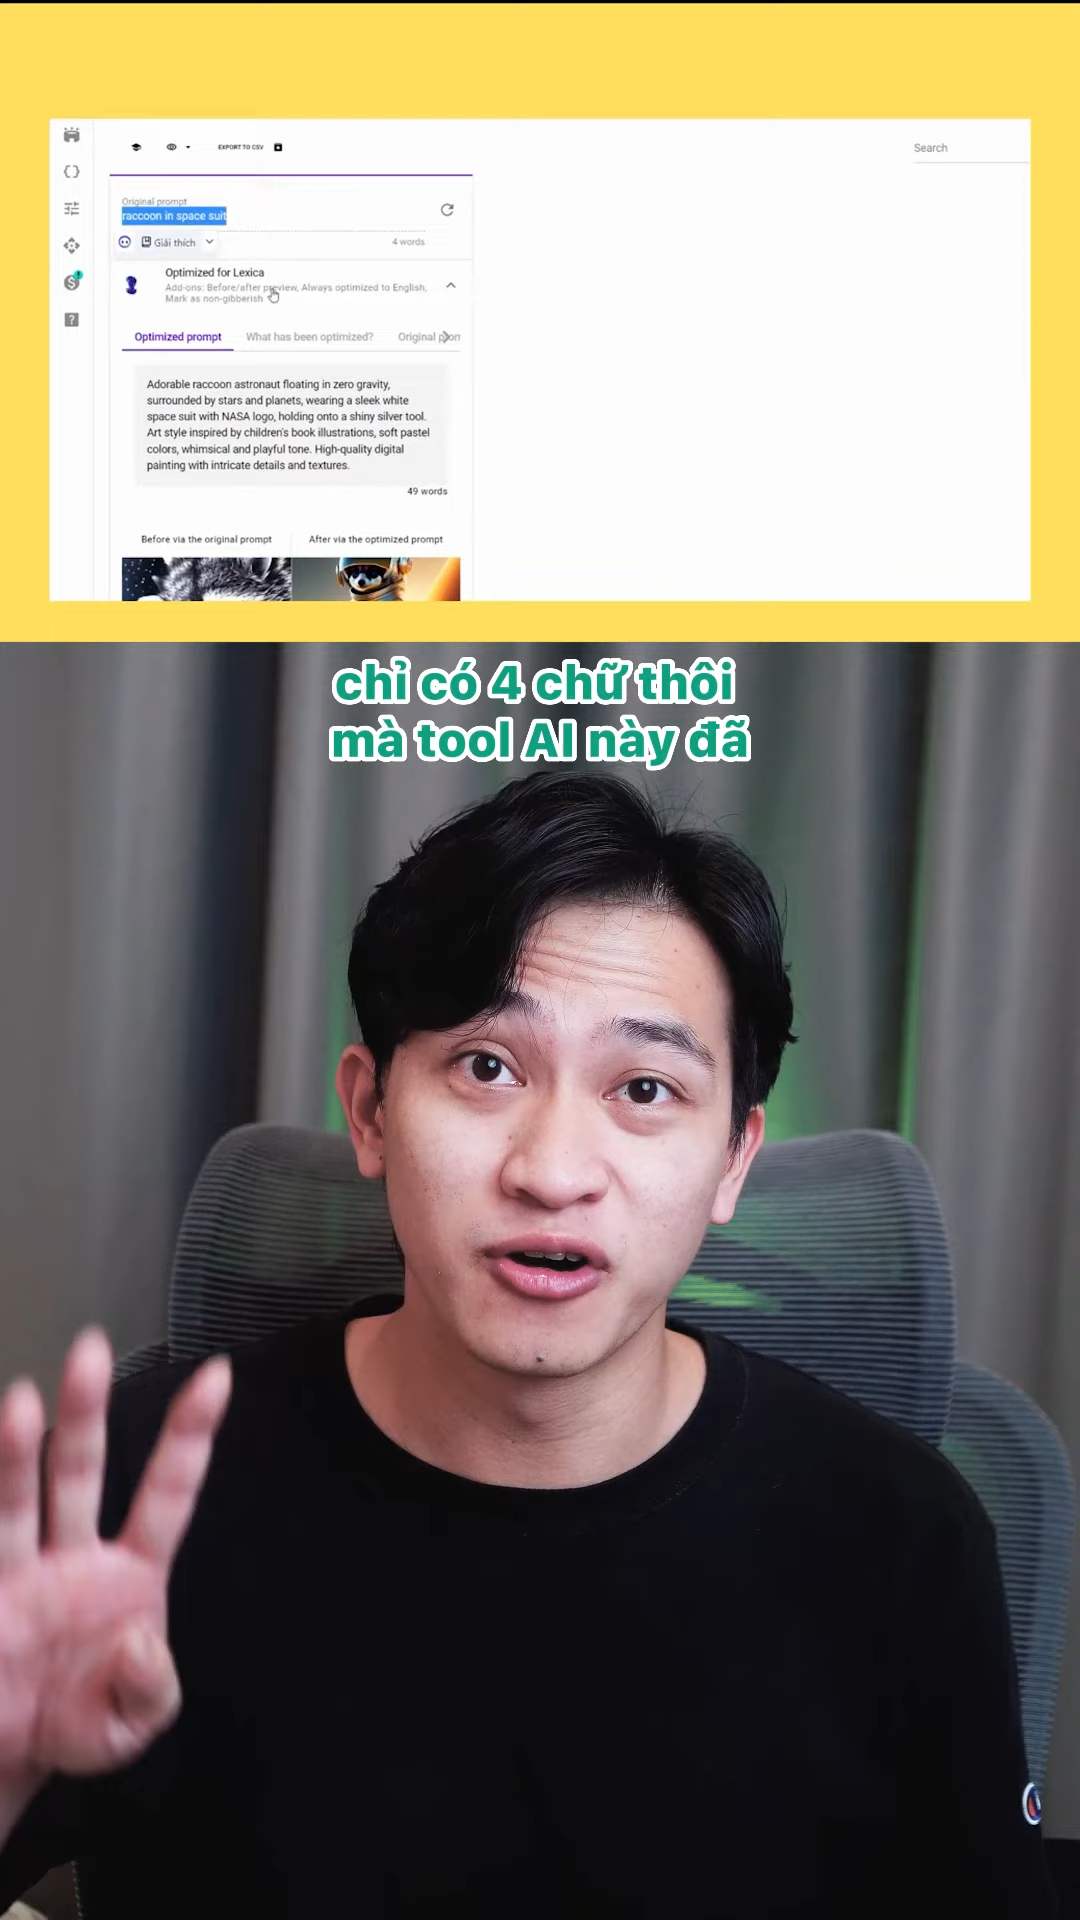 EXPORT TO CSV
Search
Original prompt
raccoon in space suit
Giải thích
4 words
Optimized for Lexica
Add-ons: Before/after preview, Always optimized to English,
Mark as non-gibberish
Optimized prompt What has been optimized? Original prom
Adorable raccoon astronaut floating in zero gravity,
surrounded by stars and planets, wearing a sleek white
space suit with NASA logo, holding onto a shiny silver tool.
Art style inspired by children's book illustrations, soft pastel
colors, whimsical and playful tone. High-quality digital
painting with intricate details and textures.
49 words
Before via the original prompt After via the optimized prompt
chỉ có 4 chữ thôi
mà tool AI này đã